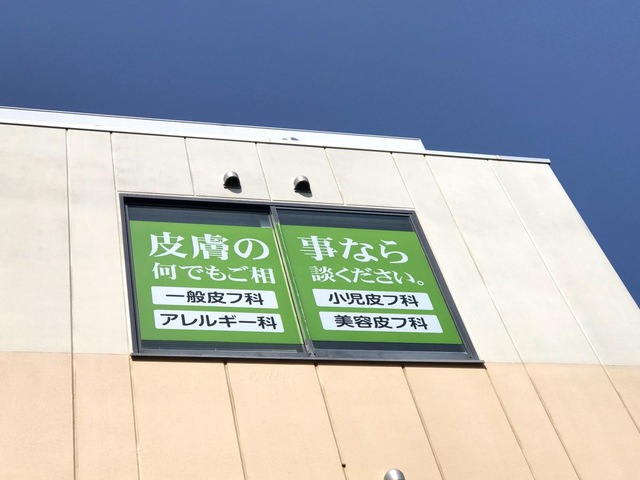 皮膚の事なら
何でもご相談ください。
一般皮フ科 小児皮フ科
アレルギー科 美容皮フ科